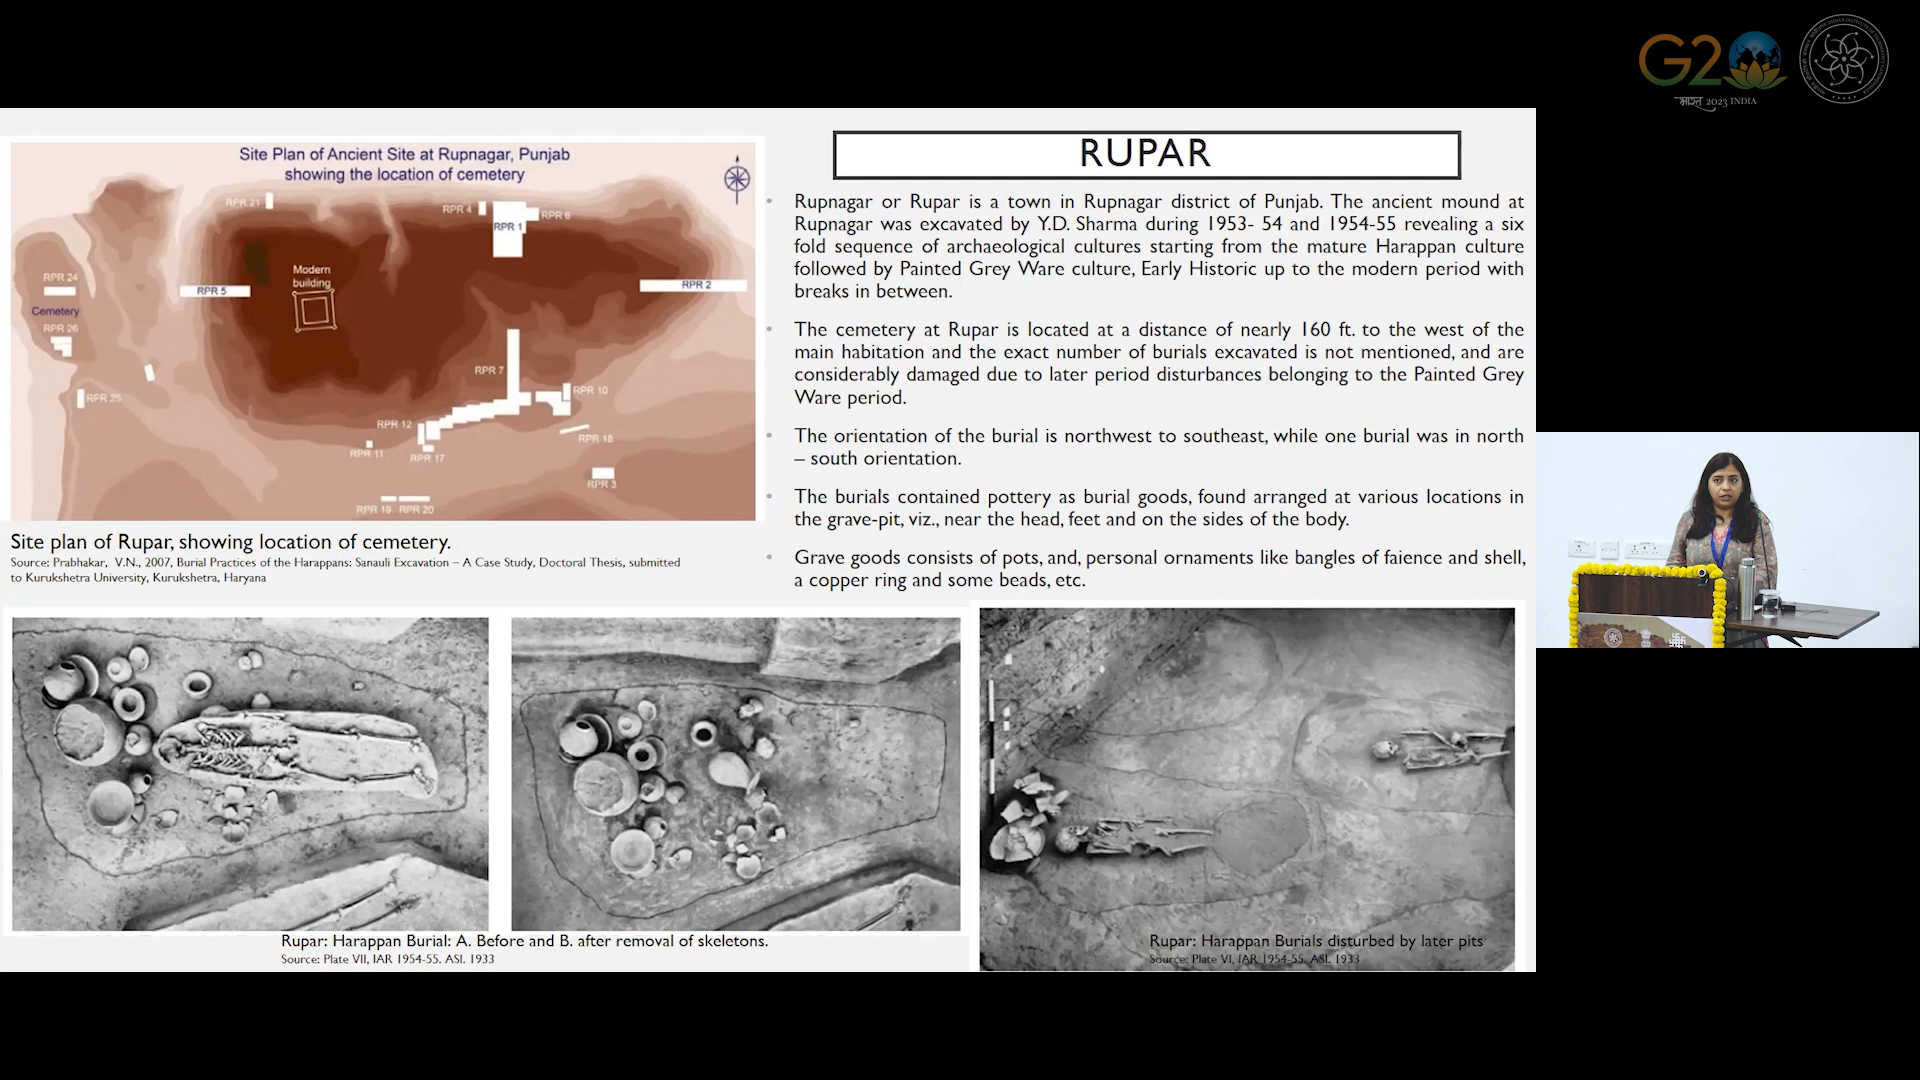 G20
भारत 2023 INDIA
RUPAR
Site Plan of Ancient Site at Rupnagar, Punjab
showing the location of cemetery
RPR 21
RPR 4
RPR 6
RPR 1
RPR 24
Modern
building
RPR 5
RPR 2
Cemetery
RPR 26
RPR 7
RPR 10
RPR 25
RPR 12
RPR 18
RPR 11
RPR 17
RPR 3
RPR 19 RPR 20
Site plan of Rupar, showing location of cemetery.
Source: Prabhakar, V.N., 2007, Burial Practices of the Harappans: Sanauli Excavation – A Case Study, Doctoral Thesis, submitted
to Kurukshetra University, Kurukshetra, Haryana
Rupnagar or Rupar is a town in Rupnagar district of Punjab. The ancient mound at
Rupnagar was excavated by Y.D. Sharma during 1953- 54 and 1954-55 revealing a six
fold sequence of archaeological cultures starting from the mature Harappan culture
followed by Painted Grey Ware culture, Early Historic up to the modern period with
breaks in between.
The cemetery at Rupar is located at a distance of nearly 160 ft. to the west of the
main habitation and the exact number of burials excavated is not mentioned, and are
considerably damaged due to later period disturbances belonging to the Painted Grey
Ware period.
The orientation of the burial is northwest to southeast, while one burial was in north
– south orientation.
The burials contained pottery as burial goods, found arranged at various locations in
the grave-pit, viz., near the head, feet and on the sides of the body.
Grave goods consists of pots, and, personal ornaments like bangles of faience and shell,
a copper ring and some beads, etc.
Rupar: Harappan Burial: A. Before and B. after removal of skeletons.
Source: Plate VII, IAR 1954-55. ASI. 1933
Rupar: Harappan Burials disturbed by later pits
Source: Plate VI, IAR 1954-55. ASI. 1933